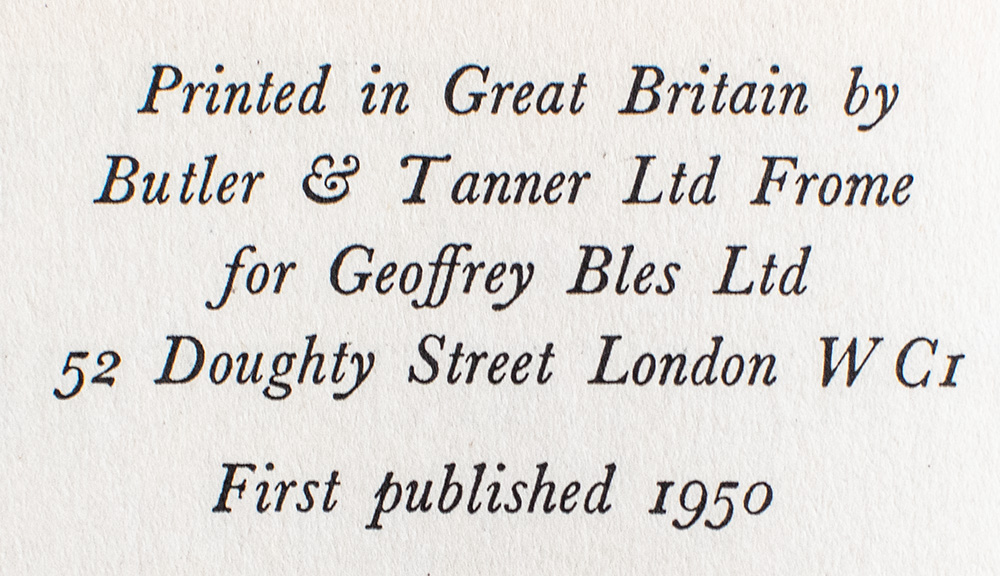 Printed in Great Britain by
Butler & Tanner Ltd Frome
for Geoffrey Bles Ltd
52 Doughty Street London WC1
First published 1950